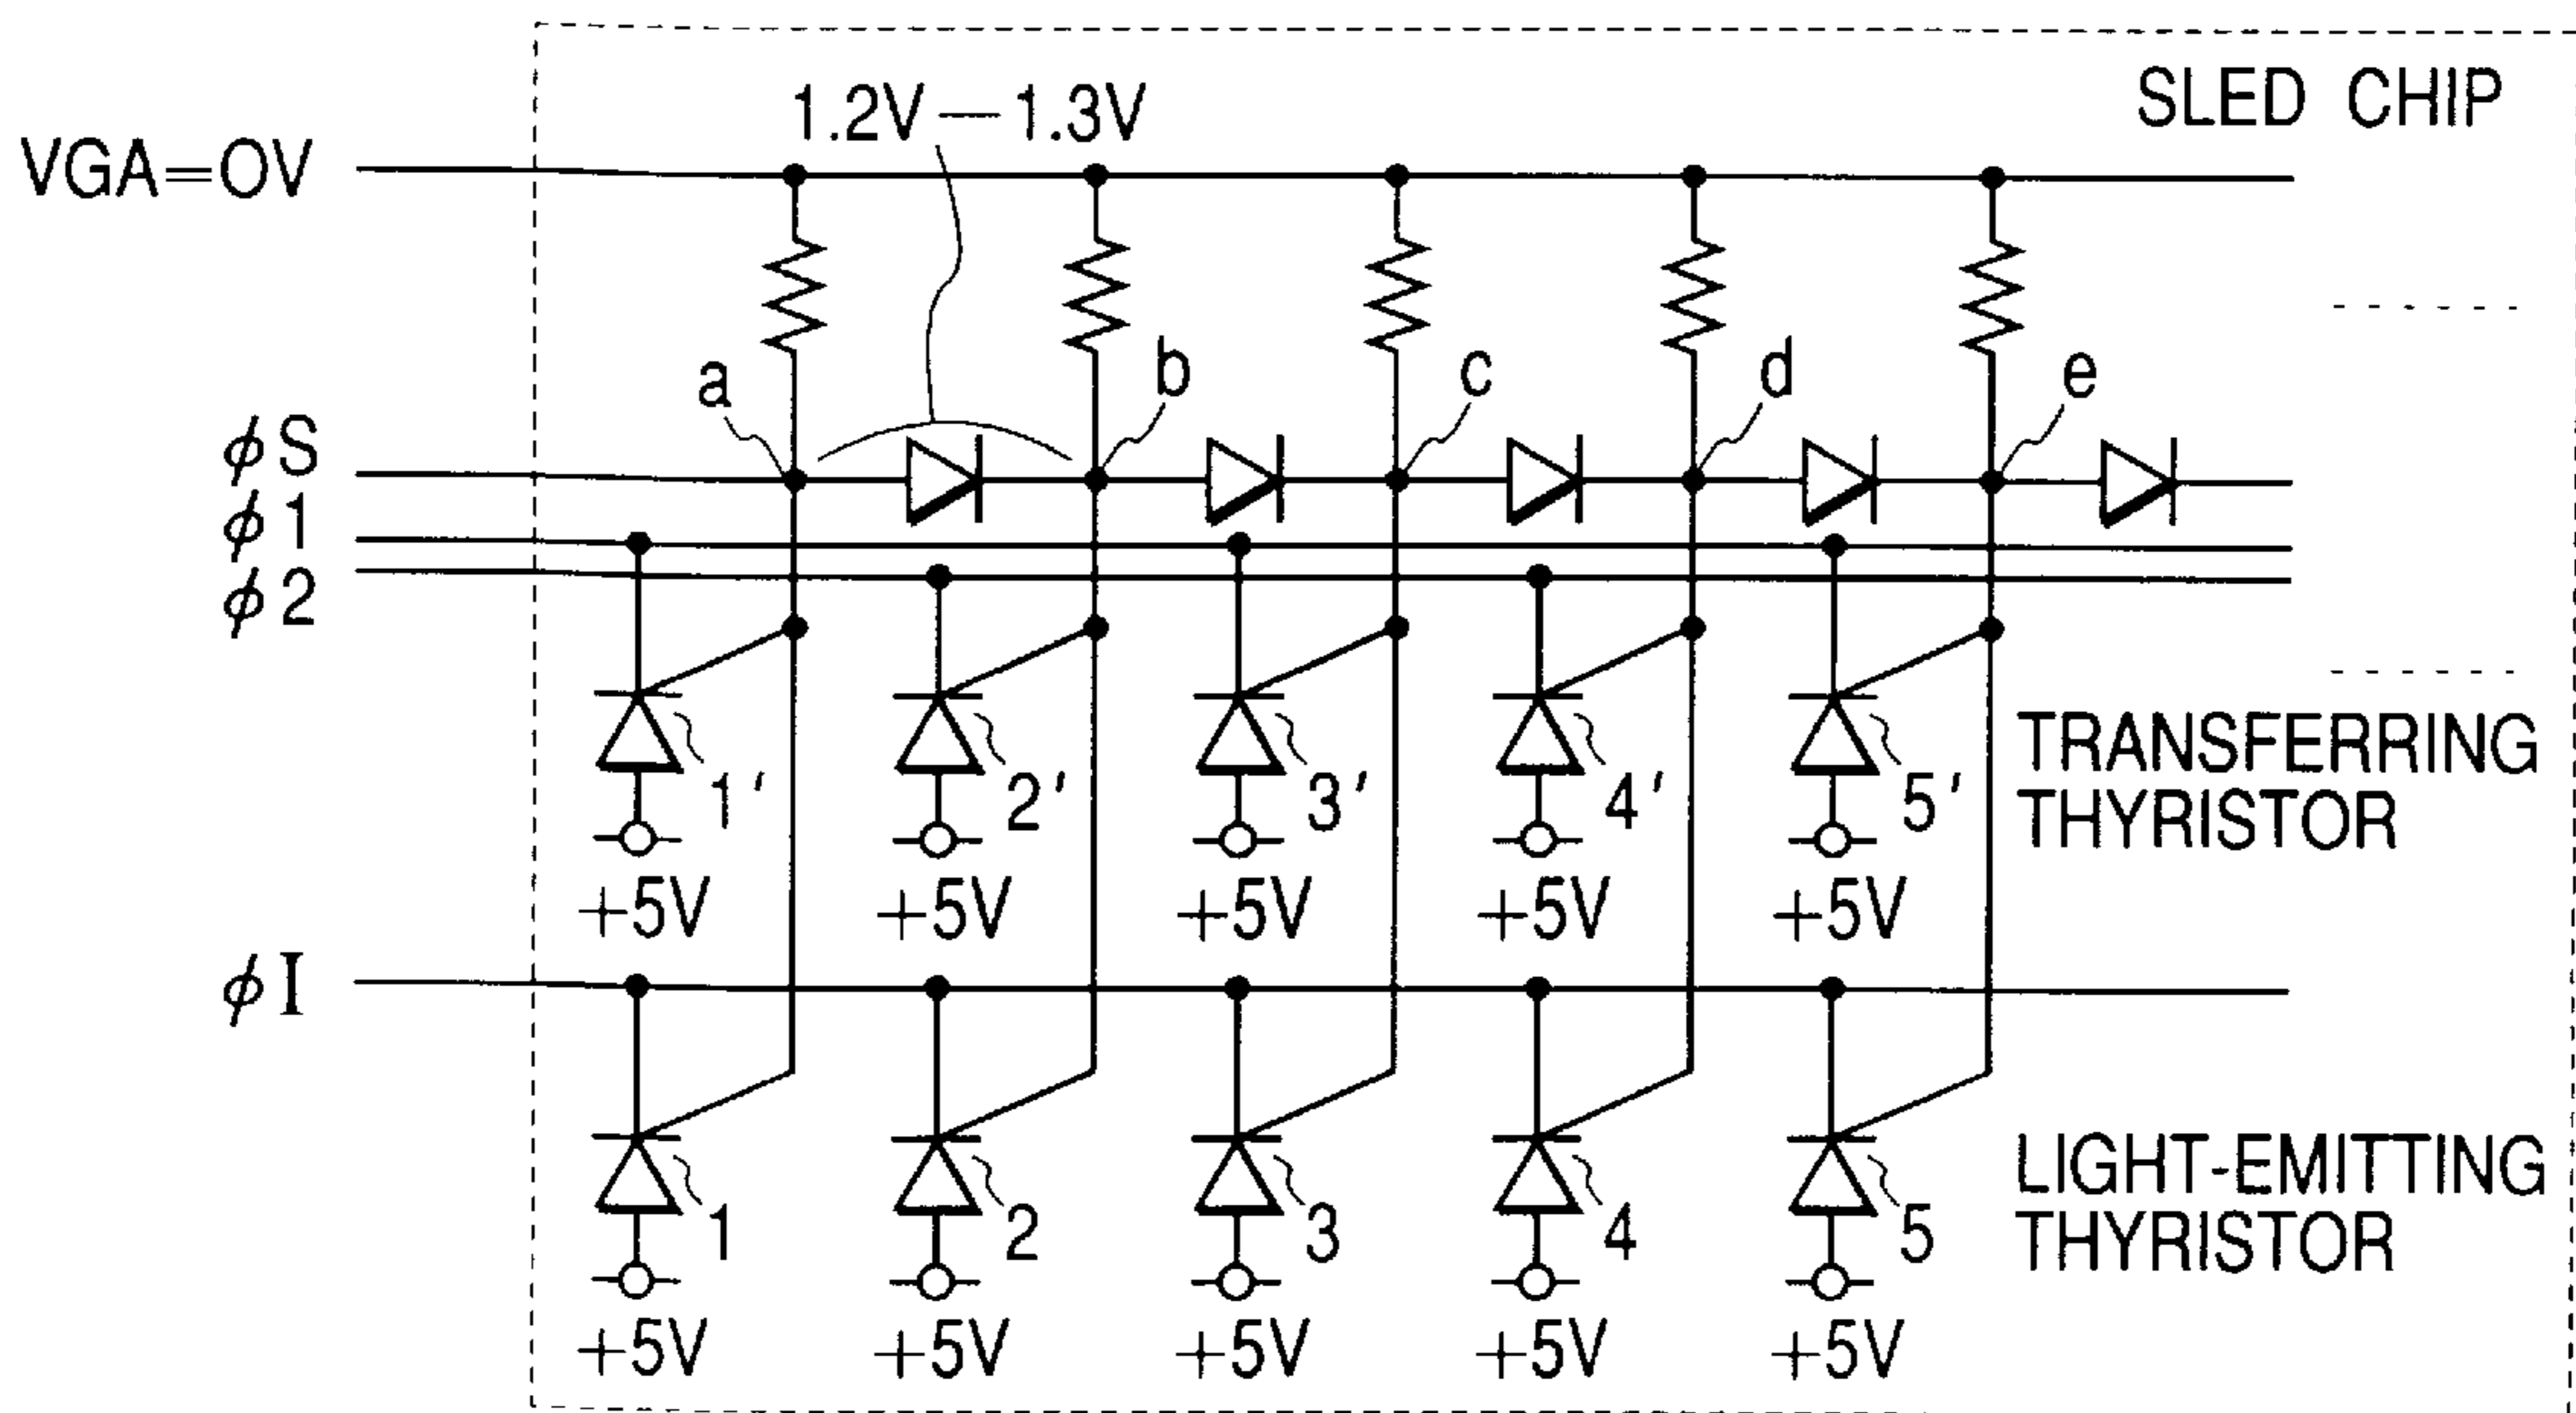 SLED CHIP
1.2V—1.3V
VGA=0V
a
b
c
d
e
ϕS
ϕ1
ϕ2
1'
2'
3'
4'
5'
TRANSFERRING
THYRISTOR
+5V
+5V
+5V
+5V
+5V
ϕI
1
2
3
4
5
LIGHT-EMITTING
THYRISTOR
+5V
+5V
+5V
+5V
+5V